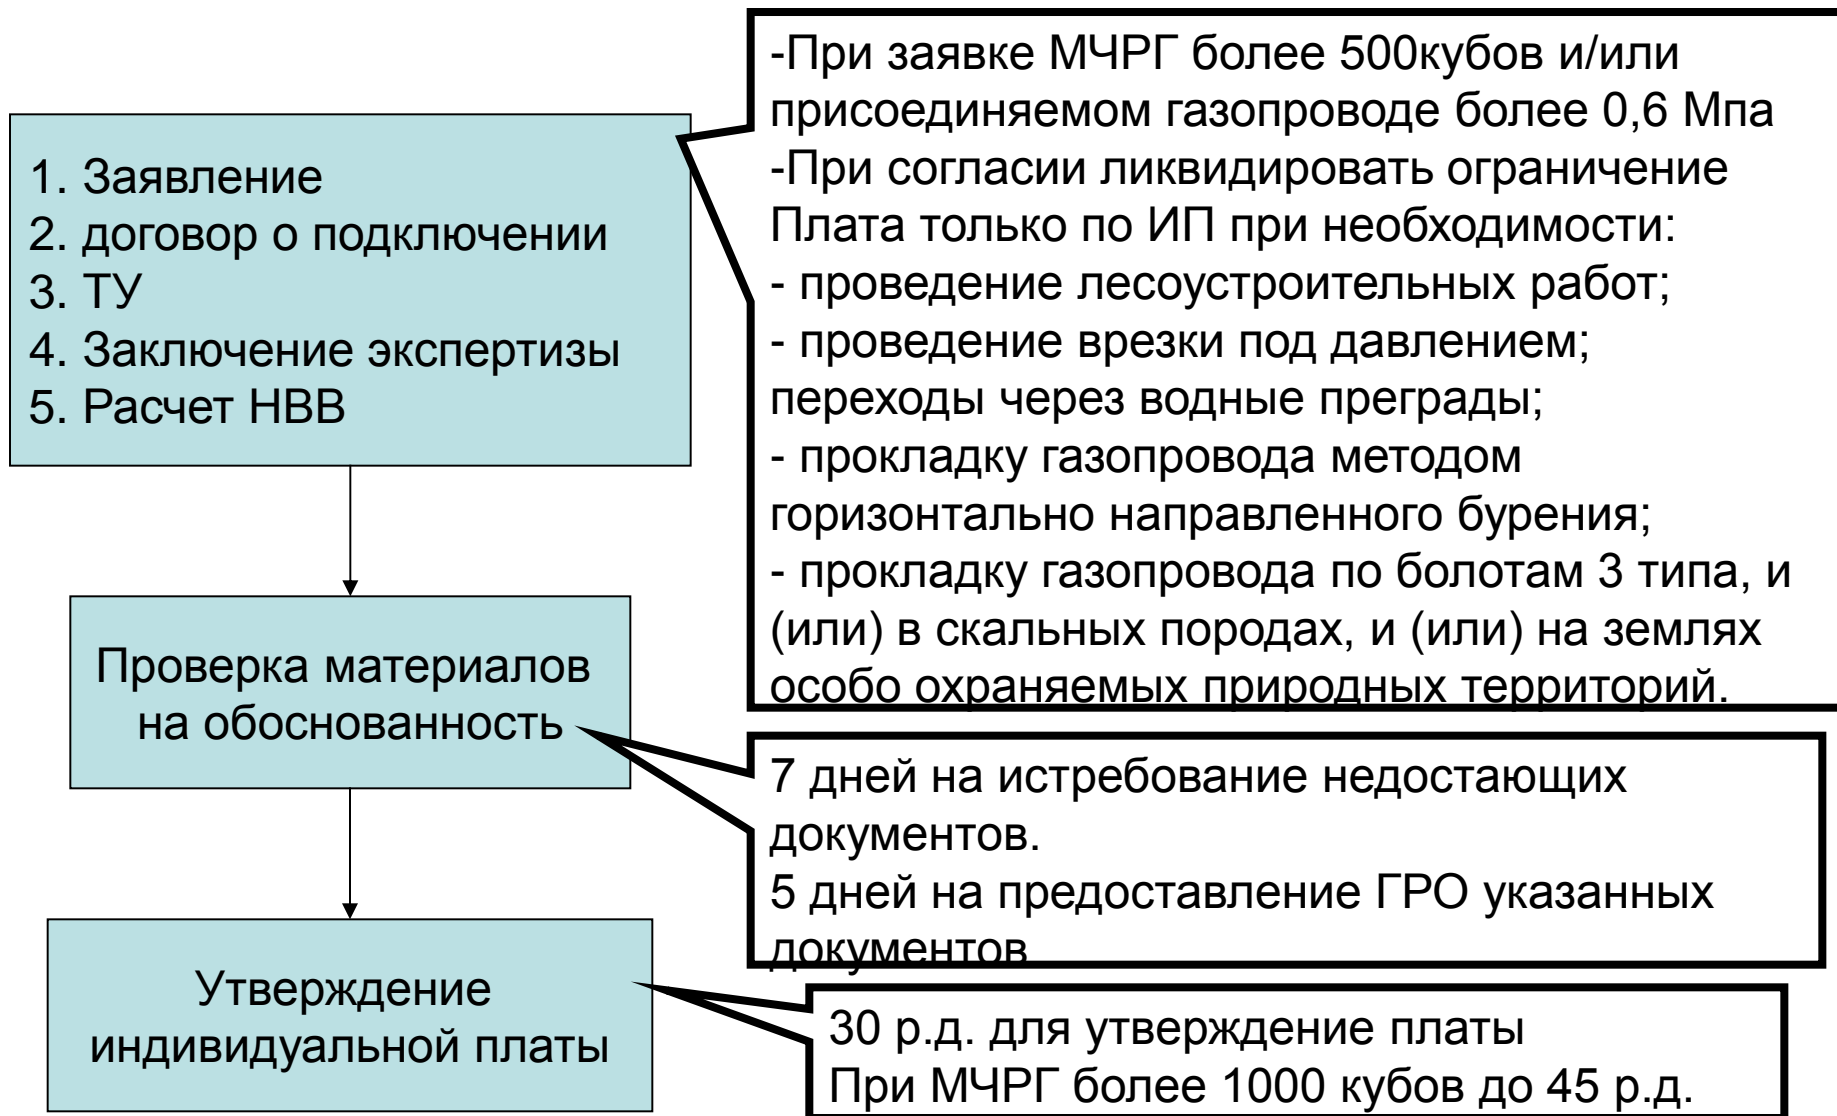 1. Заявление
2. договор о подключении
3. ТУ
4. Заключение экспертизы
5. Расчет НВВ
-При заявке МЧРГ более 500кубов и/или
присоединяемом газопроводе более 0,6 Мпа
-При согласии ликвидировать ограничение
Плата только по ИП при необходимости:
- проведение лесоустроительных работ;
- проведение врезки под давлением;
переходы через водные преграды;
- прокладку газопровода методом
горизонтально направленного бурения;
- прокладку газопровода по болотам 3 типа, и
(или) в скальных породах, и (или) на землях
особо охраняемых природных территорий.
Проверка материалов
на обоснованность
7 дней на истребование недостающих
документов.
5 дней на предоставление ГРО указанных
документов
Утверждение
индивидуальной платы
30 р.д. для утверждение платы
При МЧРГ более 1000 кубов до 45 р.д.